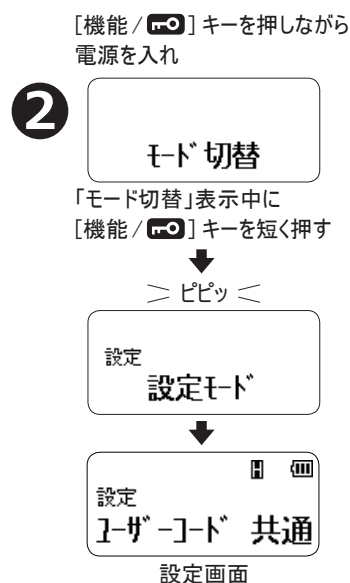 [機能/] キーを押しながら
電源を入れ
❷
ﾓｰﾄﾞ切替
「モード切替」表示中に
[機能/] キーを短く押す
ピピッ
設定
設定ﾓｰﾄﾞ
H
設定
ﾕｰｻﾞｰｺｰﾄﾞ 共通
設定画面